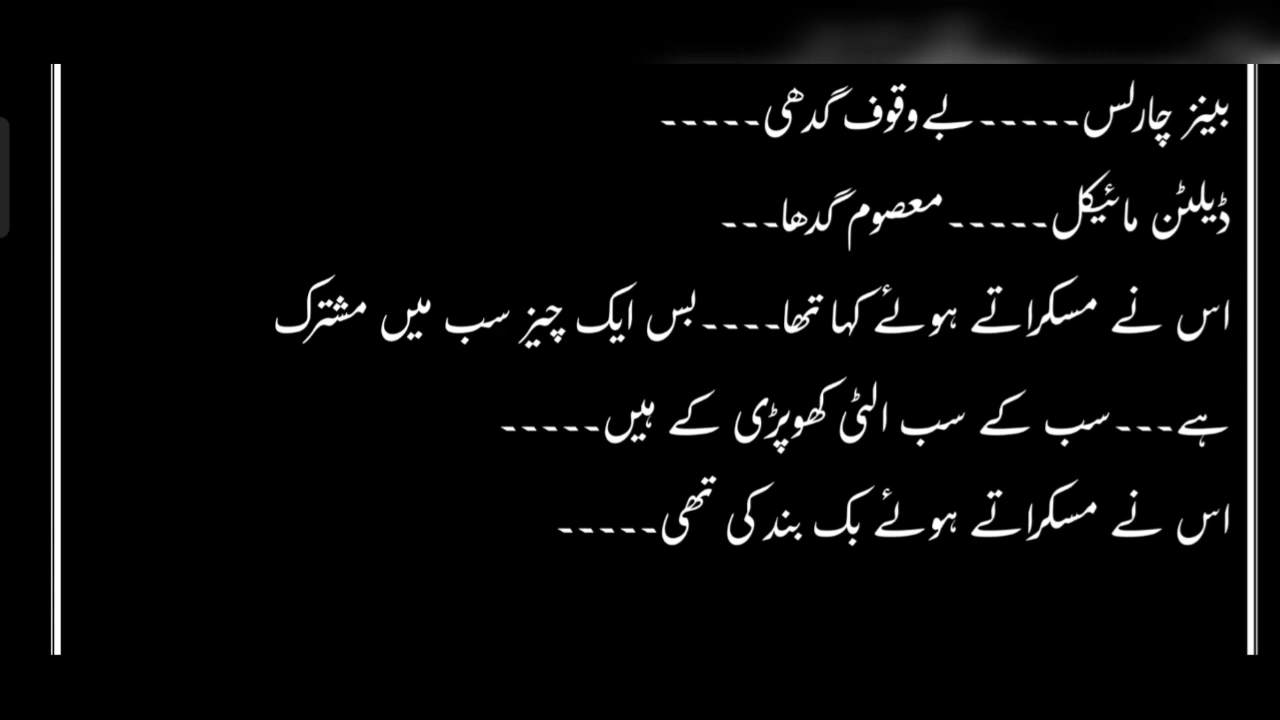 بینز چارلس-----بے وقوف گدھی-----
ڈیلٹن مائیکل-----معصوم گدھا---
اس نے مسکراتے ہوئے کہا تھا----بس ایک چیز سب میں مشترک
ہے---سب کے سب الٹی کھوپڑی کے ہیں-----
اس نے مسکراتے ہوئے بک بند کی تھی-----